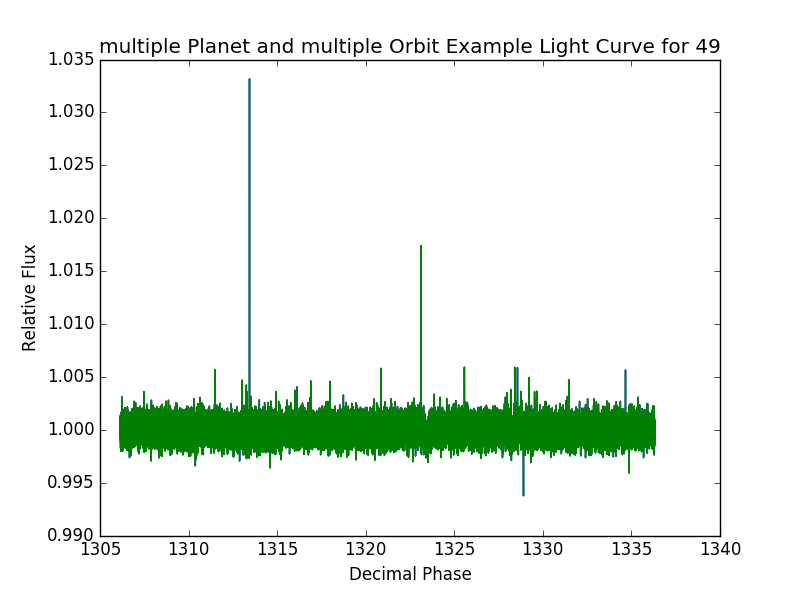 multiple Planet and multiple Orbit Example Light Curve for 49
1.035
1.030
1.025
1.020
1.015
1.010
1.005
1.000
0.995
0.990
Relative Flux
1305 1310 1315 1320 1325 1330 1335 1340
Decimal Phase